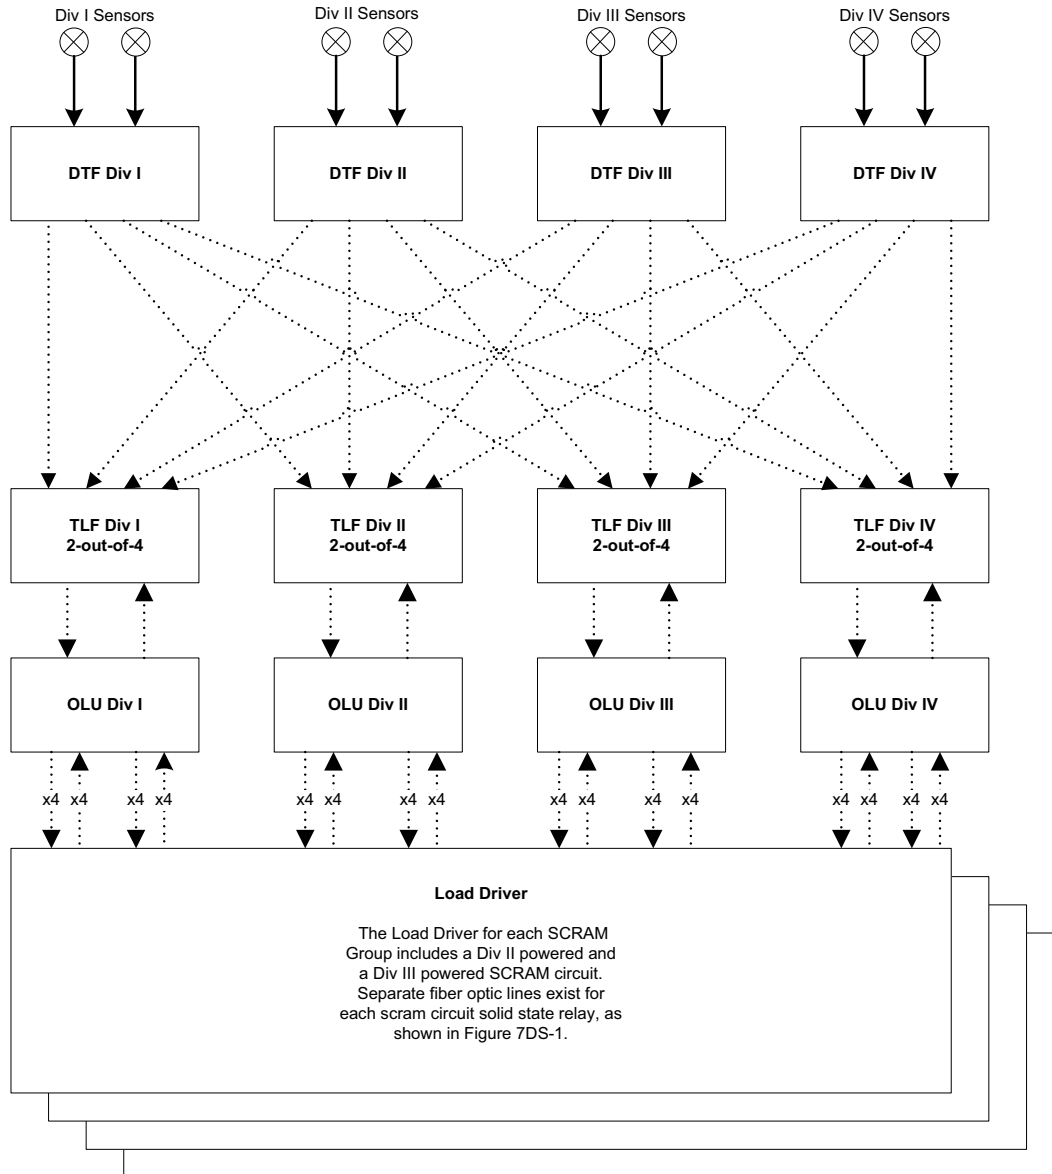 Div I Sensors
Div II Sensors
Div III Sensors
Div IV Sensors
DTF Div I
DTF Div II
DTF Div III
DTF Div IV
TLF Div I
2-out-of-4
TLF Div II
2-out-of-4
TLF Div III
2-out-of-4
TLF Div IV
2-out-of-4
OLU Div I
OLU Div II
OLU Div III
OLU Div IV
x4 x4 x4 x4
x4 x4 x4 x4
x4 x4 x4 x4
x4 x4 x4 x4
Load Driver
The Load Driver for each SCRAM
Group includes a Div II powered and
a Div III powered SCRAM circuit.
Separate fiber optic lines exist for
each scram circuit solid state relay, as
shown in Figure 7DS-1.